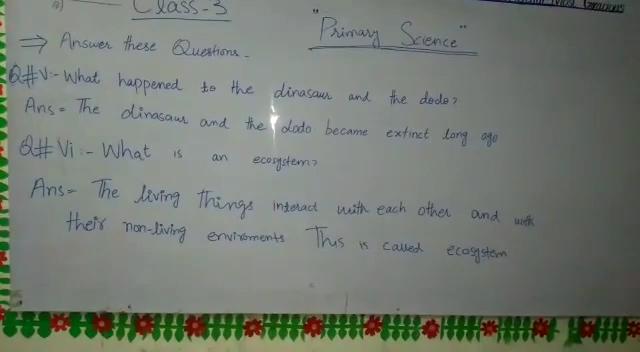 Class-3
"Primary Science"
⇒ Answer these Questions.
Q#V:- What happened to the dinasaur and the dodo?
Ans= The dinasaur and the dodo became extinct long ago
Q# Vi:- What is an ecosystem?
Ans= The living things interact with each other and with
their non-living enviroments This is called ecosystem